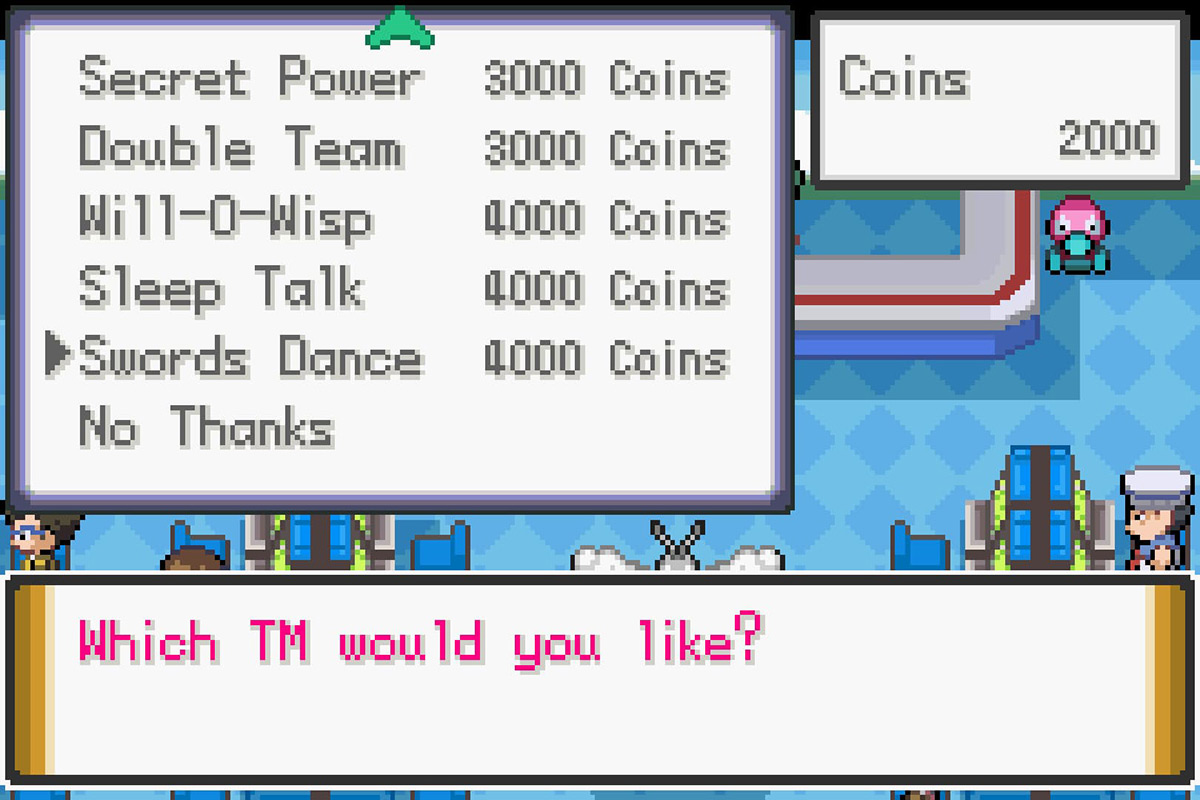 Secret Power 3000 Coins
Double Team 3000 Coins
Will-O-Wisp 4000 Coins
Sleep Talk 4000 Coins
Swords Dance 4000 Coins
No Thanks
Coins
2000
Which TM would you like?